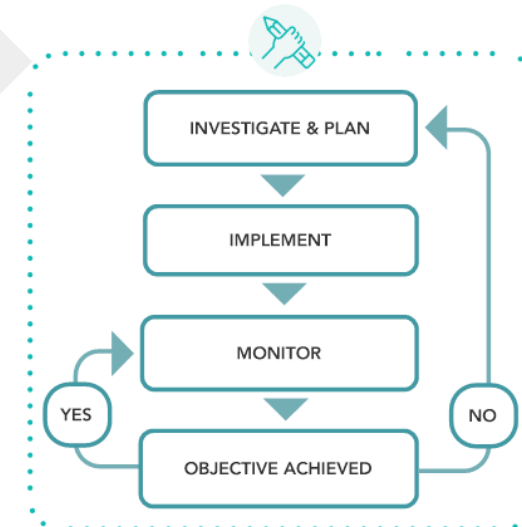 INVESTIGATE & PLAN
IMPLEMENT
MONITOR
YES
NO
OBJECTIVE ACHIEVED